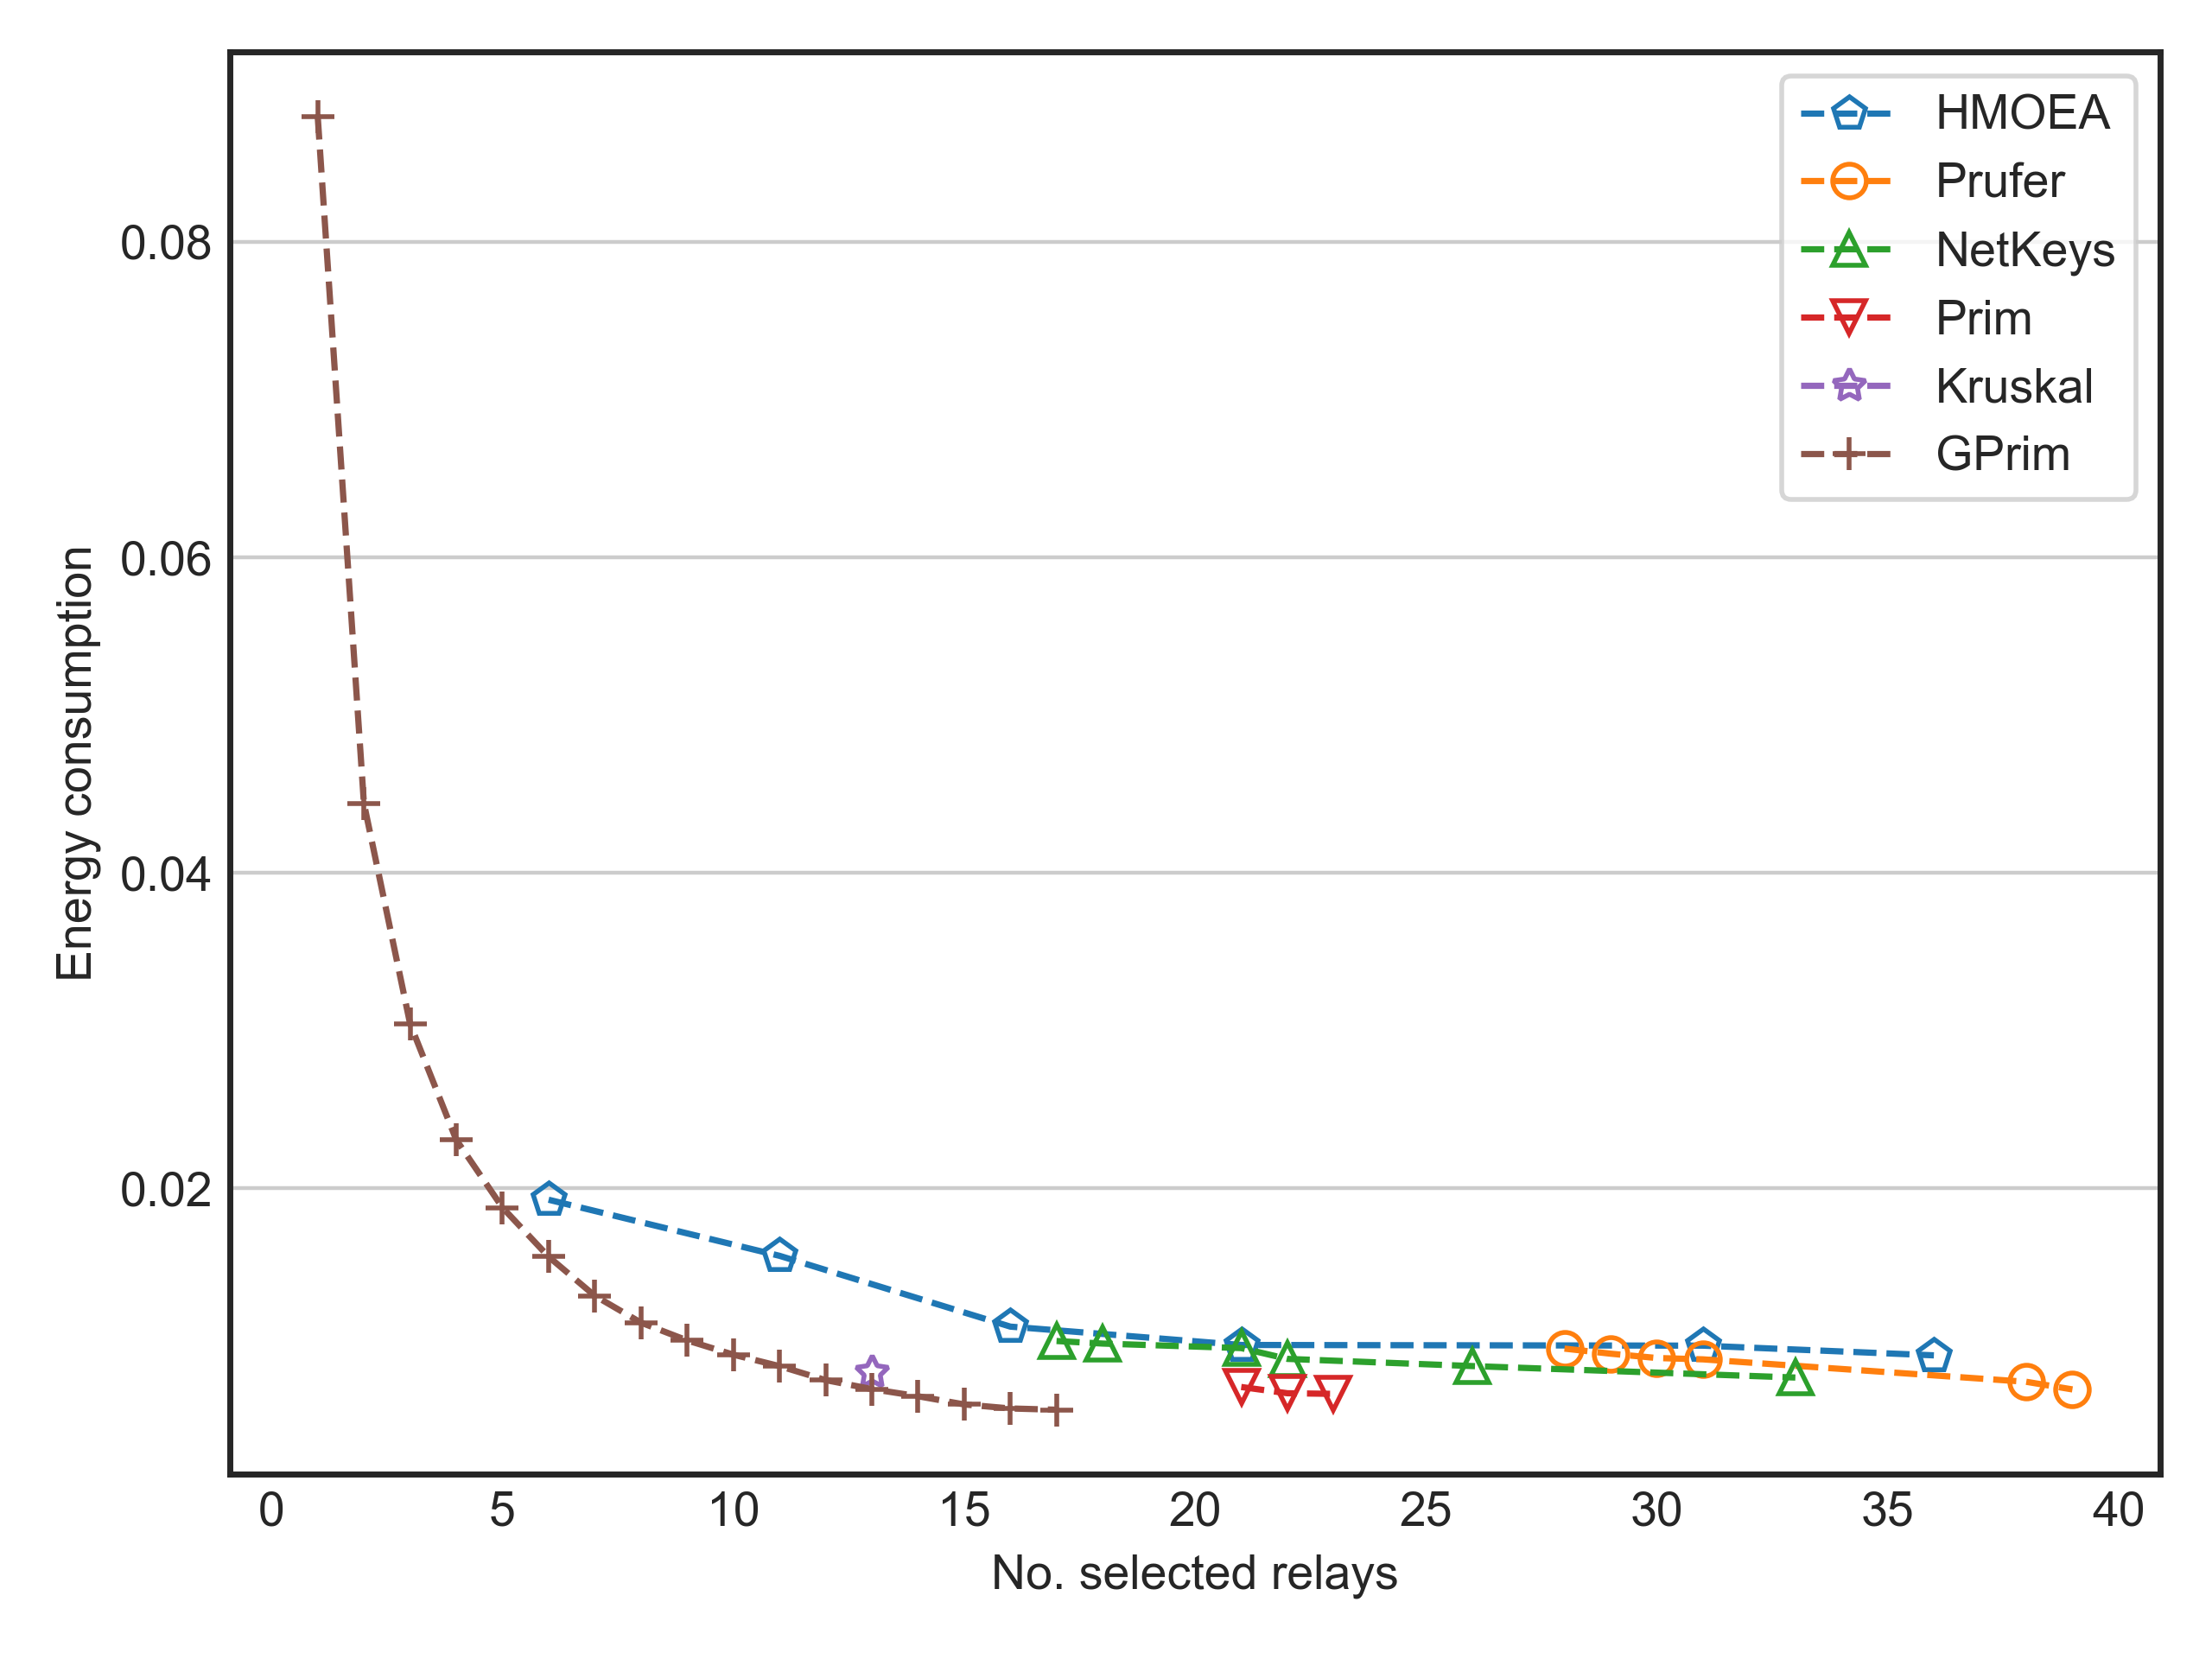 HMOEA
Prufer
NetKeys
Prim
Kruskal
GPrim
Energy consumption
0.08
0.06
0.04
0.02
0 5 10 15 20 25 30 35 40
No. selected relays